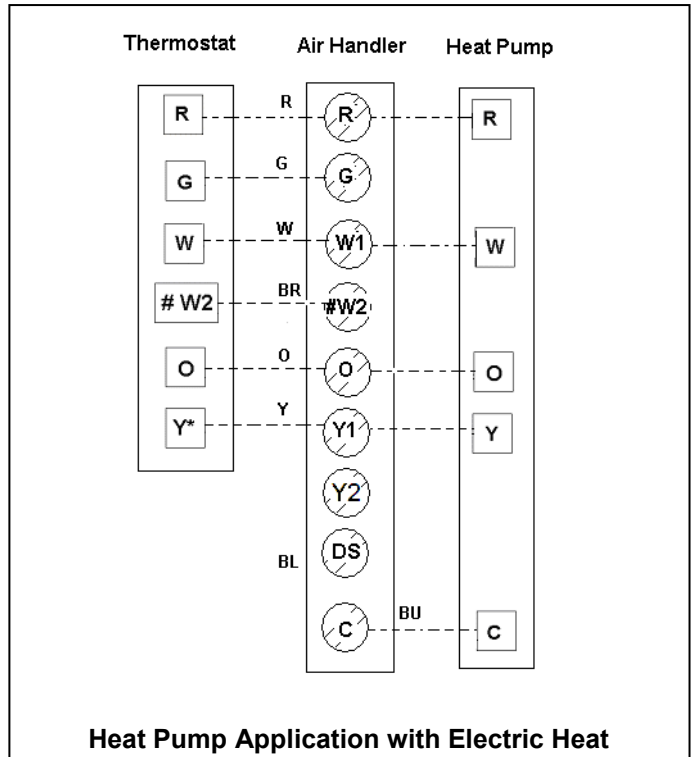 Thermostat Air Handler Heat Pump
R R R R
G G G
W W W1 W
# W2 BR #W2
O O O O
Y* Y Y1 Y
Y2
BL DS
C BU C
Heat Pump Application with Electric Heat